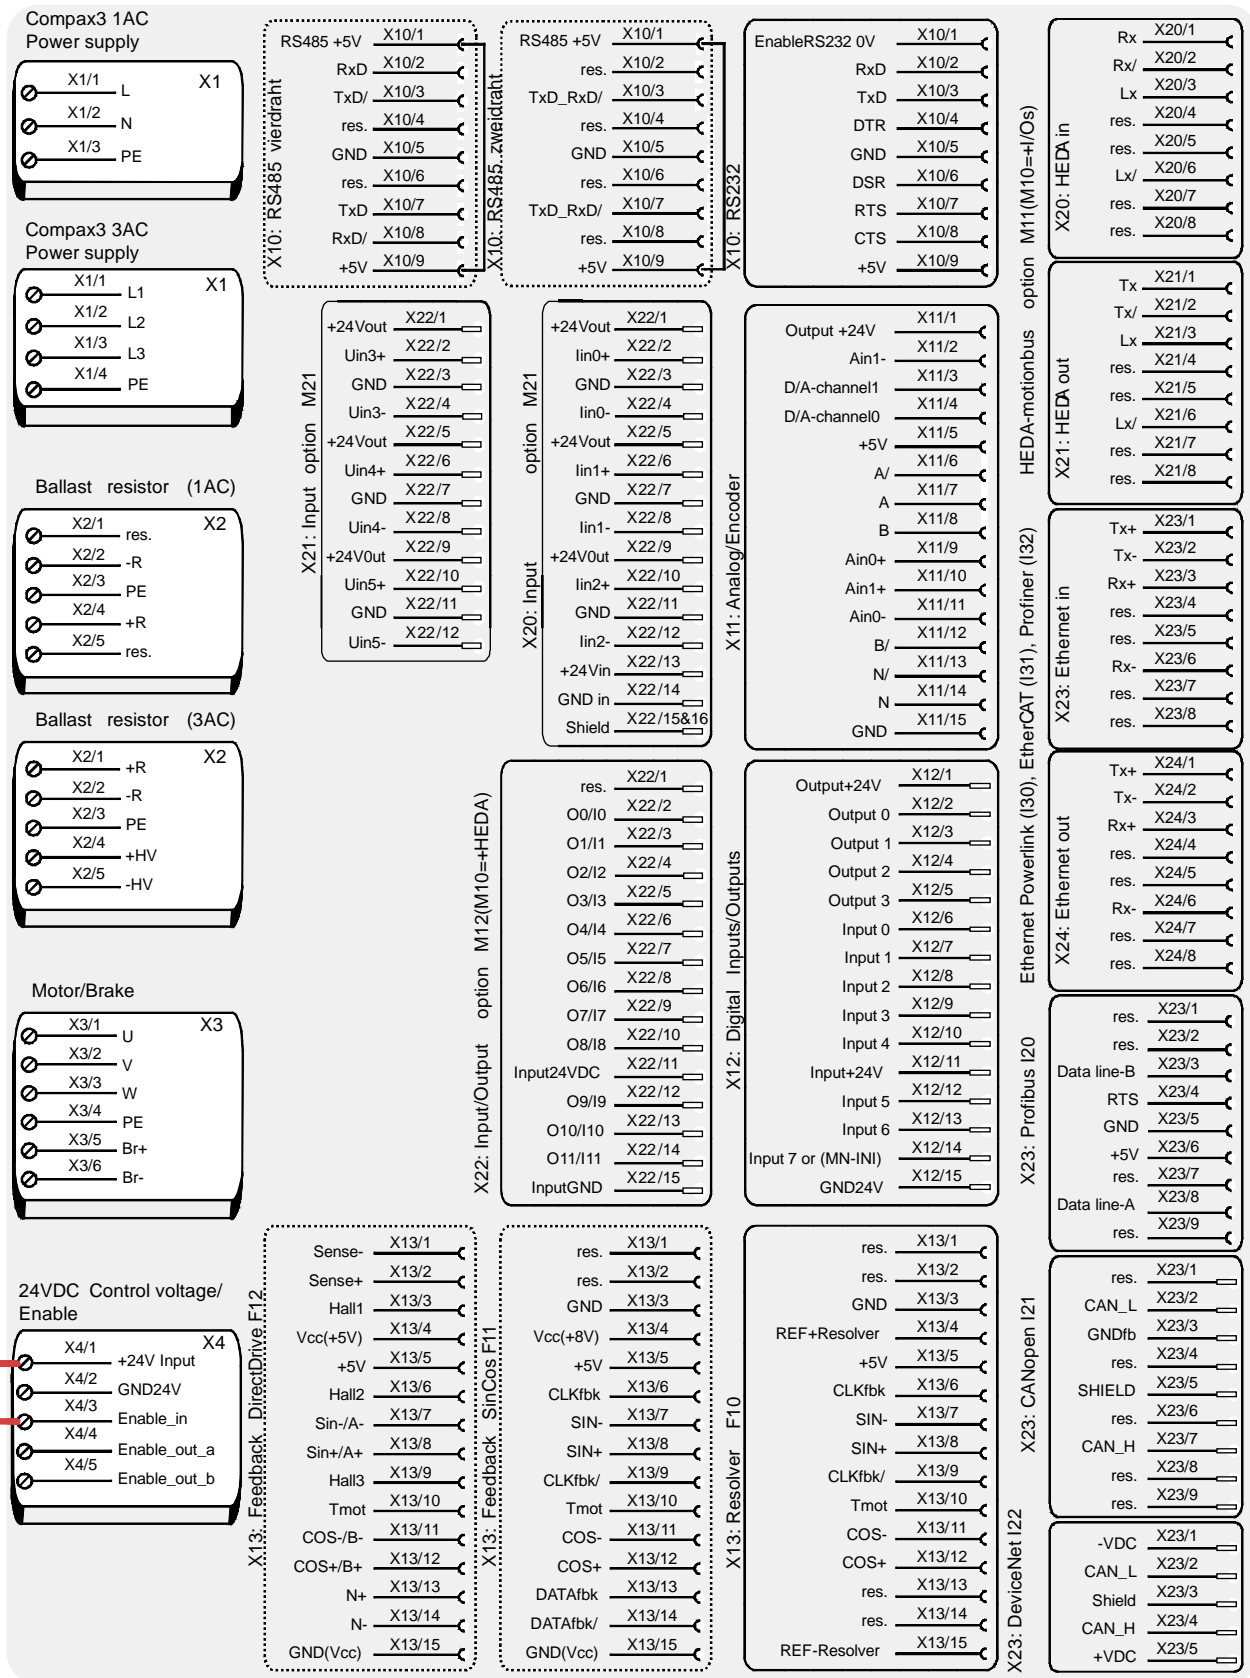 Compax3 1AC
Power supply
X1
X1/1 L
X1/2 N
X1/3 PE
Compax3 3AC
Power supply
X1
X1/1 L1
X1/2 L2
X1/3 L3
X1/4 PE
Ballast resistor (1AC)
X2
X2/1 res.
X2/2 -R
X2/3 PE
X2/4 +R
X2/5 res.
Ballast resistor (3AC)
X2
X2/1 +R
X2/2 -R
X2/3 PE
X2/4 +HV
X2/5 -HV
Motor/Brake
X3
X3/1 U
X3/2 V
X3/3 W
X3/4 PE
X3/5 Br+
X3/6 Br-
24VDC Control voltage/
Enable
X4
X4/1 +24V Input
X4/2 GND24V
X4/3 Enable_in
X4/4 Enable_out_a
X4/5 Enable_out_b
X10: RS485 vierdraht
RS485 +5V X10/1
RxD X10/2
TxD/ X10/3
res. X10/4
GND X10/5
res. X10/6
TxD X10/7
RxD/ X10/8
+5V X10/9
X10: RS485 zweidraht
RS485 +5V X10/1
res. X10/2
TxD_RxD/ X10/3
res. X10/4
GND X10/5
res. X10/6
TxD_RxD/ X10/7
res. X10/8
+5V X10/9
X10: RS232
EnableRS232 0V X10/1
RxD X10/2
TxD X10/3
DTR X10/4
GND X10/5
DSR X10/6
RTS X10/7
CTS X10/8
+5V X10/9
X21: Input option M21
+24Vout X22/1
Uin3+ X22/2
GND X22/3
Uin3- X22/4
+24Vout X22/5
Uin4+ X22/6
GND X22/7
Uin4- X22/8
+24V0ut X22/9
Uin5+ X22/10
GND X22/11
Uin5- X22/12
X20: Input option M21
+24Vout X22/1
Iin0+ X22/2
GND X22/3
Iin0- X22/4
+24Vout X22/5
Iin1+ X22/6
GND X22/7
Iin1- X22/8
+24V0ut X22/9
Iin2+ X22/10
GND X22/11
Iin2- X22/12
+24Vin X22/13
GND in X22/14
Shield X22/15&16
X11: Analog/Encoder
Output +24V X11/1
Ain1- X11/2
D/A-channel1 X11/3
D/A-channel0 X11/4
+5V X11/5
A/ X11/6
A X11/7
B X11/8
Ain0+ X11/9
Ain1+ X11/10
Ain0- X11/11
B/ X11/12
N/ X11/13
N X11/14
GND X11/15
X22: Input/Output option M12(M10=+HEDA)
res. X22/1
O0/I0 X22/2
O1/I1 X22/3
O2/I2 X22/4
O3/I3 X22/5
O4/I4 X22/6
O5/I5 X22/7
O6/I6 X22/8
O7/I7 X22/9
O8/I8 X22/10
Input24VDC X22/11
O9/I9 X22/12
O10/I10 X22/13
O11/I11 X22/14
InputGND X22/15
X12: Digital Inputs/Outputs
Output+24V X12/1
Output 0 X12/2
Output 1 X12/3
Output 2 X12/4
Output 3 X12/5
Input 0 X12/6
Input 1 X12/7
Input 2 X12/8
Input 3 X12/9
Input 4 X12/10
Input+24V X12/11
Input 5 X12/12
Input 6 X12/13
Input 7 or (MN-INI) X12/14
GND24V X12/15
X13: Feedback DirectDrive F12
Sense- X13/1
Sense+ X13/2
Hall1 X13/3
Vcc(+5V) X13/4
+5V X13/5
Hall2 X13/6
Sin-/A- X13/7
Sin+/A+ X13/8
Hall3 X13/9
Tmot X13/10
COS-/B- X13/11
COS+/B+ X13/12
N+ X13/13
N- X13/14
GND(Vcc) X13/15
X13: Feedback SinCos F11
res. X13/1
res. X13/2
GND X13/3
Vcc(+8V) X13/4
+5V X13/5
CLKfbk X13/6
SIN- X13/7
SIN+ X13/8
CLKfbk/ X13/9
Tmot X13/10
COS- X13/11
COS+ X13/12
DATAfbk X13/13
DATAfbk/ X13/14
GND(Vcc) X13/15
X13: Resolver F10
res. X13/1
res. X13/2
GND X13/3
REF+Resolver X13/4
+5V X13/5
CLKfbk X13/6
SIN- X13/7
SIN+ X13/8
CLKfbk/ X13/9
Tmot X13/10
COS- X13/11
COS+ X13/12
res. X13/13
res. X13/14
REF-Resolver X13/15
HEDA-motionbus option M11(M10=+I/Os)
X20: HEDA in
Rx X20/1
Rx/ X20/2
Lx X20/3
res. X20/4
res. X20/5
Lx/ X20/6
res. X20/7
res. X20/8
X21: HEDA out
Tx X21/1
Tx/ X21/2
Lx X21/3
res. X21/4
res. X21/5
Lx/ X21/6
res. X21/7
res. X21/8
Ethernet Powerlink (I30), EtherCAT (I31), Profiner (I32)
X23: Ethernet in
Tx+ X23/1
Tx- X23/2
Rx+ X23/3
res. X23/4
res. X23/5
Rx- X23/6
res. X23/7
res. X23/8
X24: Ethernet out
Tx+ X24/1
Tx- X24/2
Rx+ X24/3
res. X24/4
res. X24/5
Rx- X24/6
res. X24/7
res. X24/8
X23: Profibus I20
res. X23/1
res. X23/2
Data line-B X23/3
RTS X23/4
GND X23/5
+5V X23/6
res. X23/7
Data line-A X23/8
res. X23/9
X23: CANopen I21
res. X23/1
CAN_L X23/2
GNDfb X23/3
res. X23/4
SHIELD X23/5
res. X23/6
CAN_H X23/7
res. X23/8
res. X23/9
X23: DeviceNet I22
-VDC X23/1
CAN_L X23/2
Shield X23/3
CAN_H X23/4
+VDC X23/5